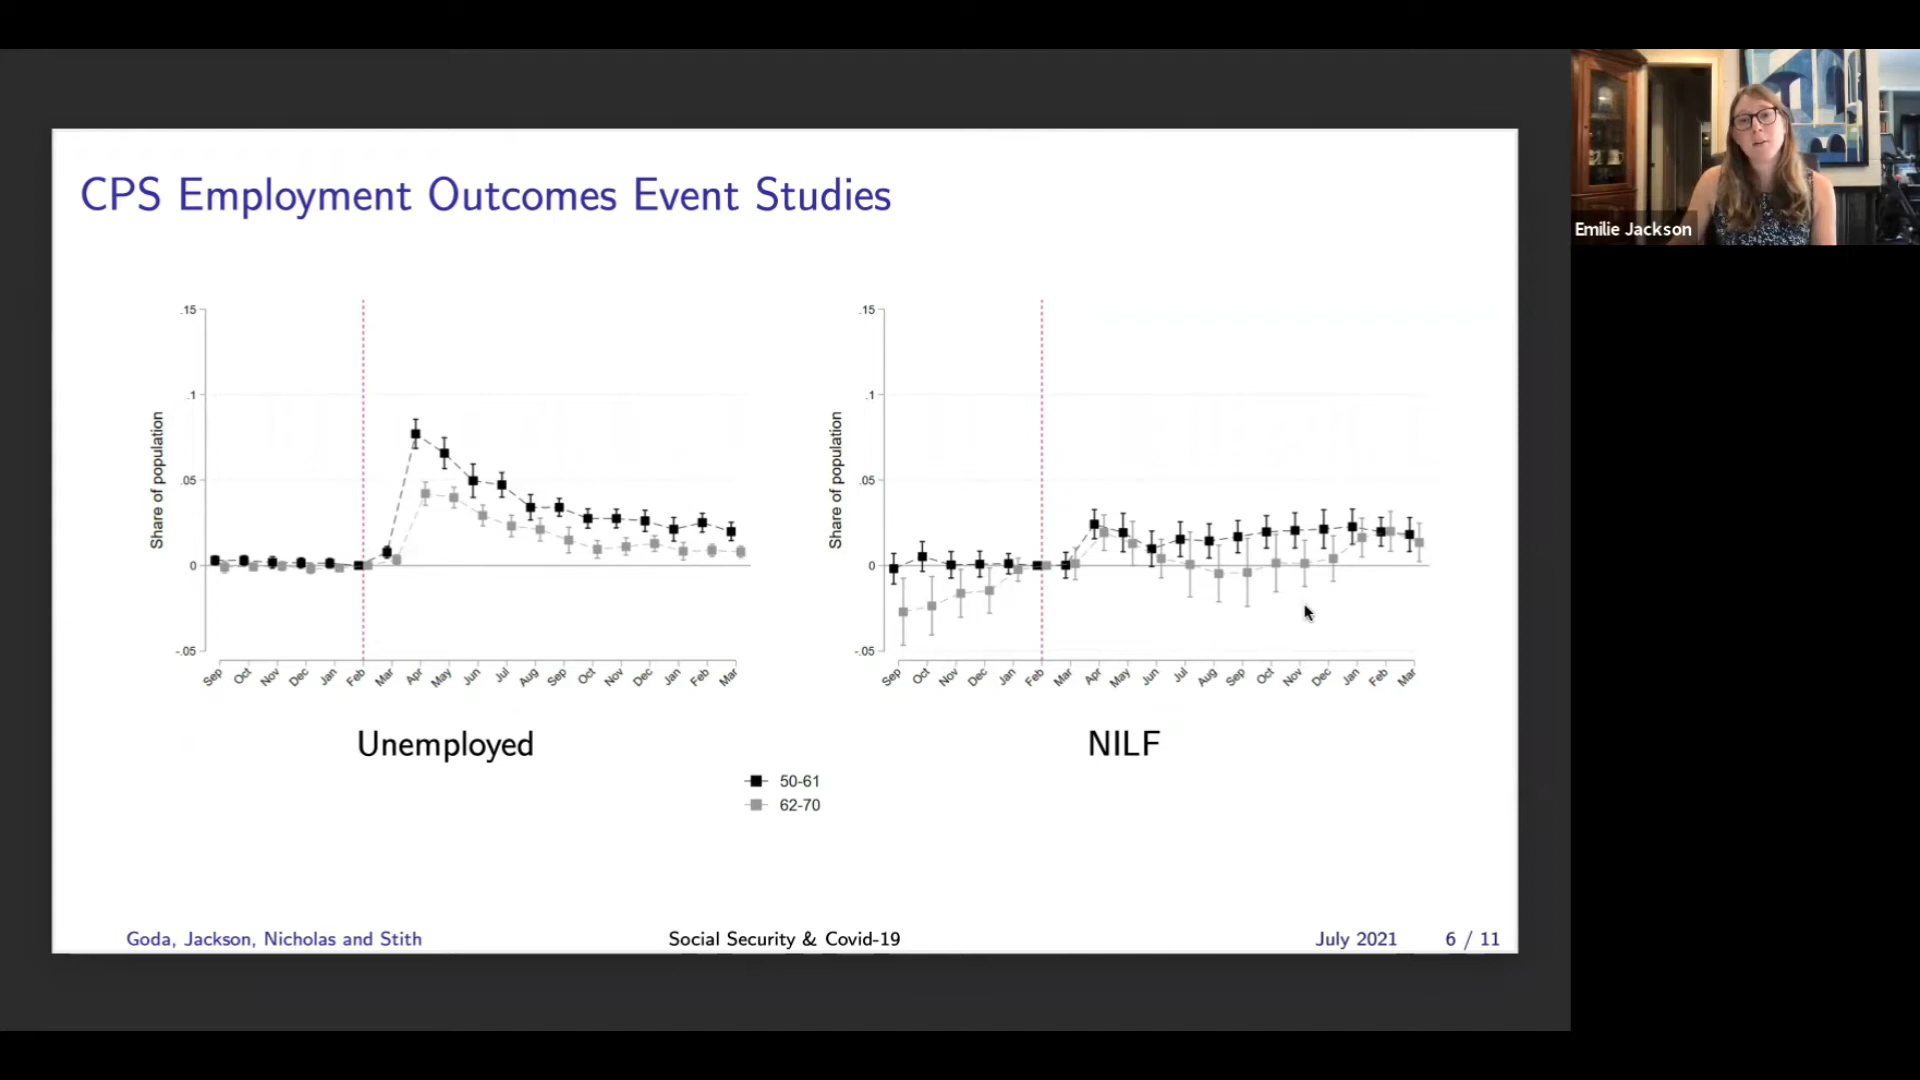 CPS Employment Outcomes Event Studies
Share of population
.15
.1
.05
0
-.05
Sep Oct Nov Dec Jan Feb Mar Apr May Jun Jul Aug Sep Oct Nov Dec Jan Feb Mar
Unemployed
Share of population
.15
.1
.05
0
-.05
Sep Oct Nov Dec Jan Feb Mar Apr May Jun Jul Aug Sep Oct Nov Dec Jan Feb Mar
NILF
50-61
62-70
Goda, Jackson, Nicholas and Stith Social Security & Covid-19 July 2021 6 / 11
Emilie Jackson